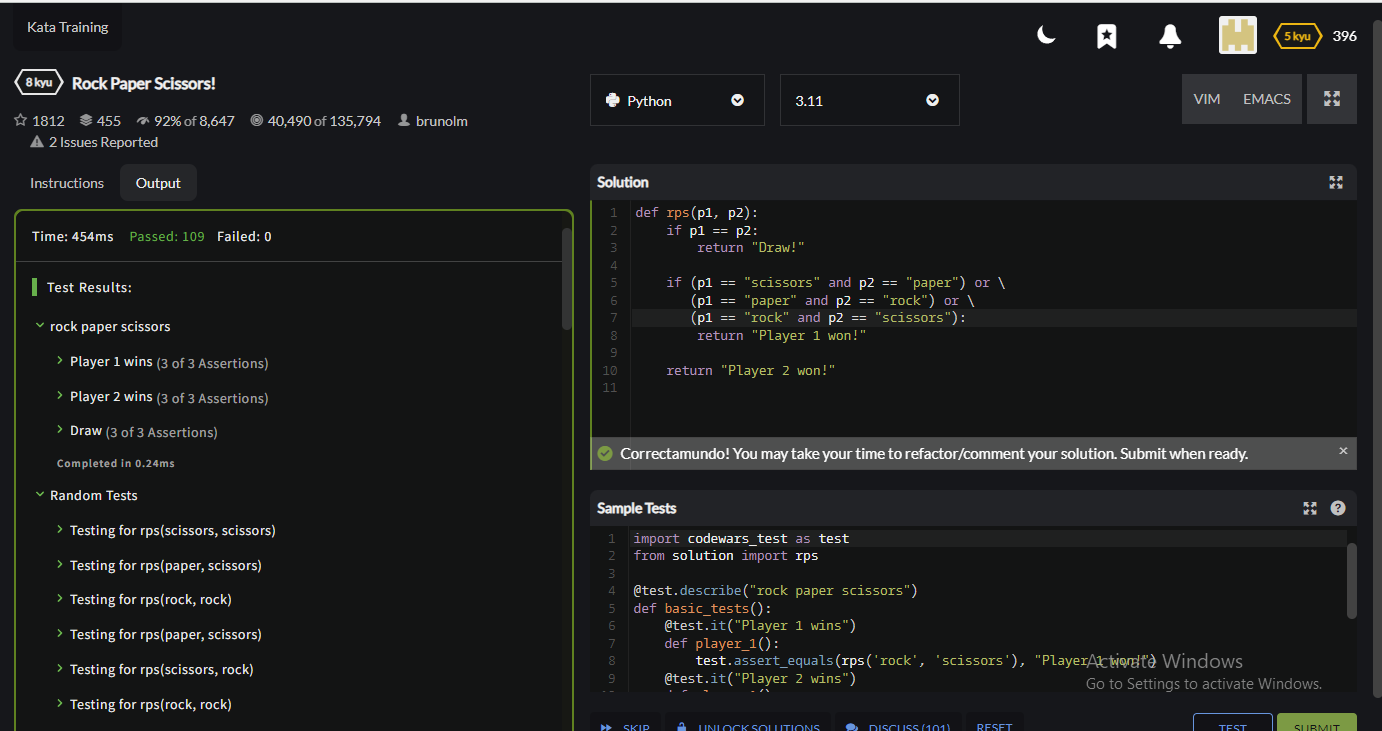 Kata Training
5 kyu 396
8 kyu Rock Paper Scissors!
1812 455 92% of 8,647 40,490 of 135,794 brunolm
2 Issues Reported
Python
3.11
VIM EMACS
Instructions Output
Time: 454ms Passed: 109 Failed: 0
Test Results:
rock paper scissors
Player 1 wins (3 of 3 Assertions)
Player 2 wins (3 of 3 Assertions)
Draw (3 of 3 Assertions)
Completed in 0.24ms
Random Tests
Testing for rps(scissors, scissors)
Testing for rps(paper, scissors)
Testing for rps(rock, rock)
Testing for rps(paper, scissors)
Testing for rps(scissors, rock)
Testing for rps(rock, rock)
Solution
1 def rps(p1, p2):
2     if p1 == p2:
3         return "Draw!"
4
5     if (p1 == "scissors" and p2 == "paper") or \
6        (p1 == "paper" and p2 == "rock") or \
7        (p1 == "rock" and p2 == "scissors"):
8         return "Player 1 won!"
9
10     return "Player 2 won!"
11
Correctamundo! You may take your time to refactor/comment your solution. Submit when ready.
Sample Tests
1 import codewars_test as test
2 from solution import rps
3
4 @test.describe("rock paper scissors")
5 def basic_tests():
6     @test.it("Player 1 wins")
7     def player_1():
8         test.assert_equals(rps('rock', 'scissors'), "Player 1 won!")
9     @test.it("Player 2 wins")
Activate Windows
Go to Settings to activate Windows.
SKIP UNLOCK SOLUTIONS DISCUSS (101) RESET TEST SUBMIT